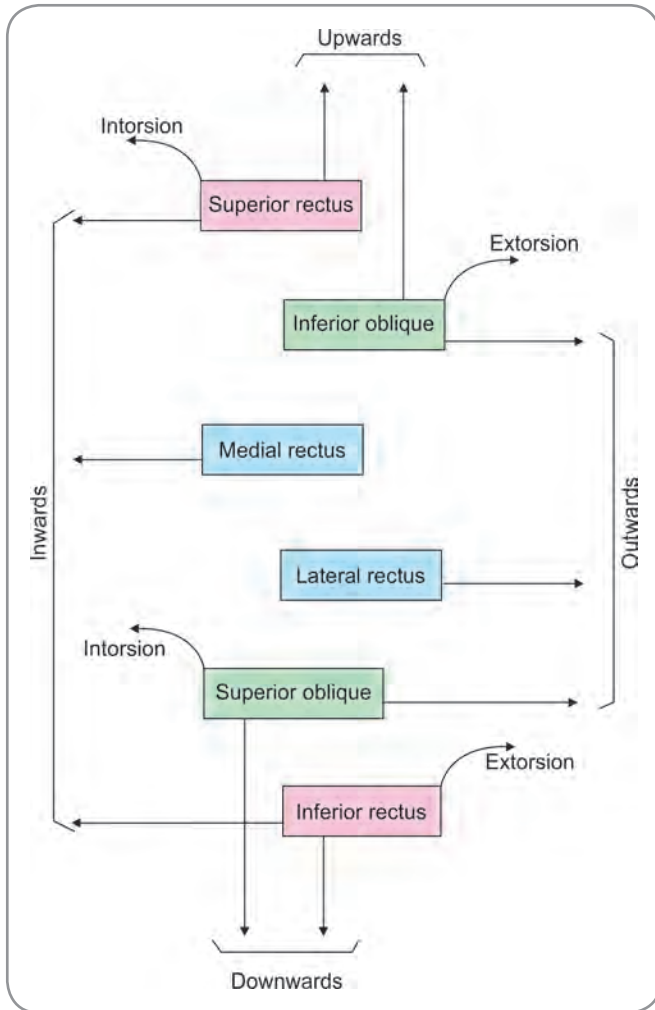 Upwards
Intorsion
Superior rectus
Extorsion
Inferior oblique
Medial rectus
Inwards
Outwards
Lateral rectus
Intorsion
Superior oblique
Extorsion
Inferior rectus
Downwards